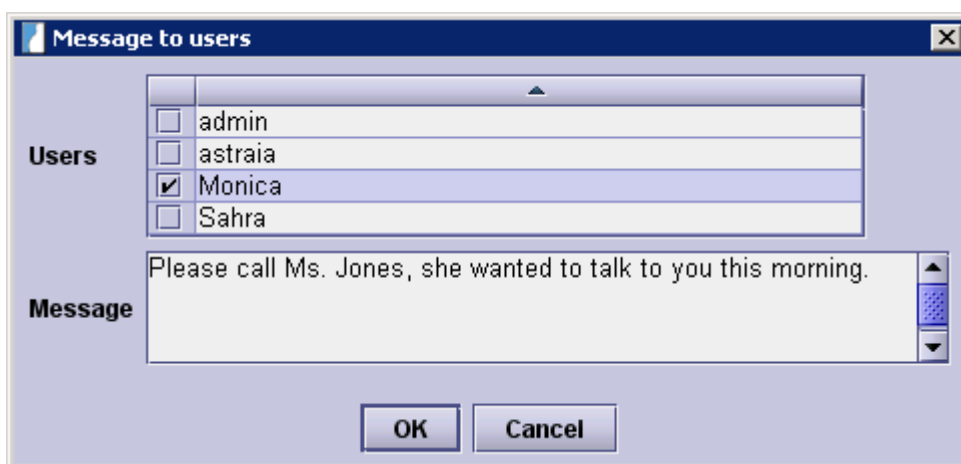 Message to users
Users
admin
astraia
Monica
Sahra
Message
Please call Ms. Jones, she wanted to talk to you this morning.
OK
Cancel